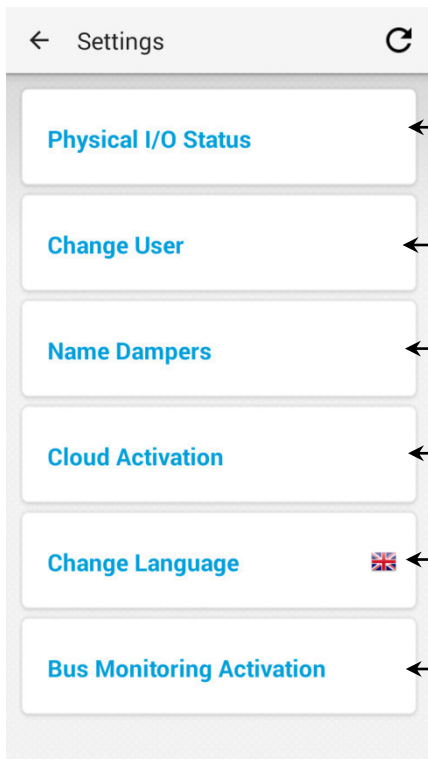 Settings
Physical I/O Status
Change User
Name Dampers
Cloud Activation
Change Language
Bus Monitoring Activation